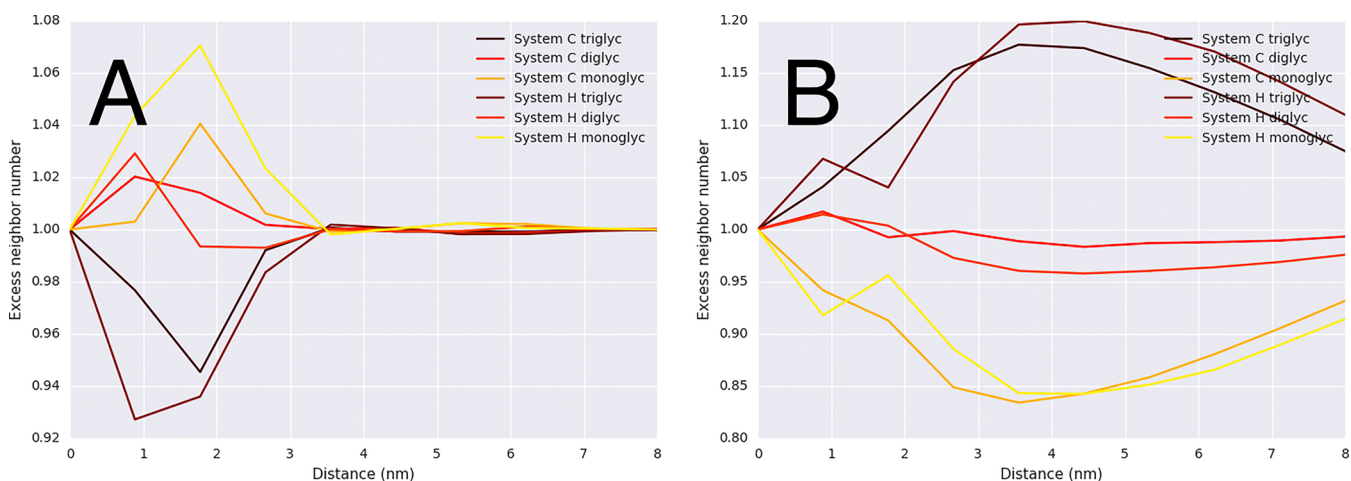 A
Excess neighbor number
1.08
1.06
1.04
1.02
1.00
0.98
0.96
0.94
0.92
System C triglyc
System C diglyc
System C monoglyc
System H triglyc
System H diglyc
System H monoglyc
0 1 2 3 4 5 6 7 8
Distance (nm)
B
Excess neighbor number
1.20
1.15
1.10
1.05
1.00
0.95
0.90
0.85
0.80
System C triglyc
System C diglyc
System C monoglyc
System H triglyc
System H diglyc
System H monoglyc
0 1 2 3 4 5 6 7 8
Distance (nm)